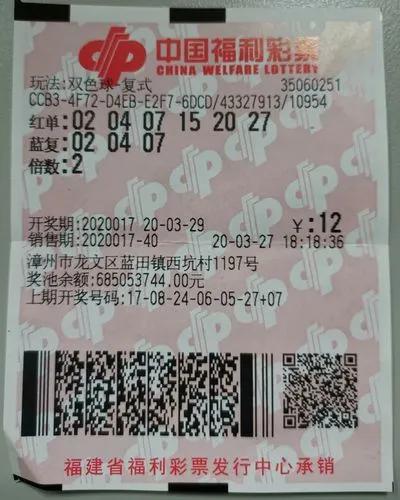 中国福利彩票
CHINA WELFARE LOTTERY
玩法:双色球-复式 35060251
CCB3-4F72-D4EB-E2F7-6DCD/43327913/10954
红单:02 04 07 15 20 27
蓝复:02 04 07
倍数:2
开奖期:2020017 20-03-29 ¥:12
销售期:2020017-40 20-03-27 18:18:36
漳州市龙文区蓝田镇西坑村1197号
奖池余额:685053744.00元
上期开奖号码:17-08-24-06-05-27+07
福建省福利彩票发行中心承销